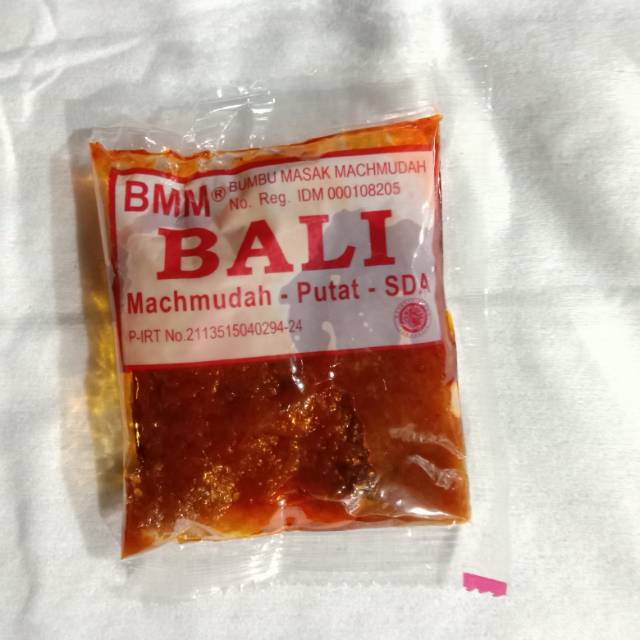 BMM® BUMBU MASAK MACHMUDAH
No. Reg. IDM 000108205
BALI
Machmudah - Putat - SDA
P-IRT No.2113515040294-24